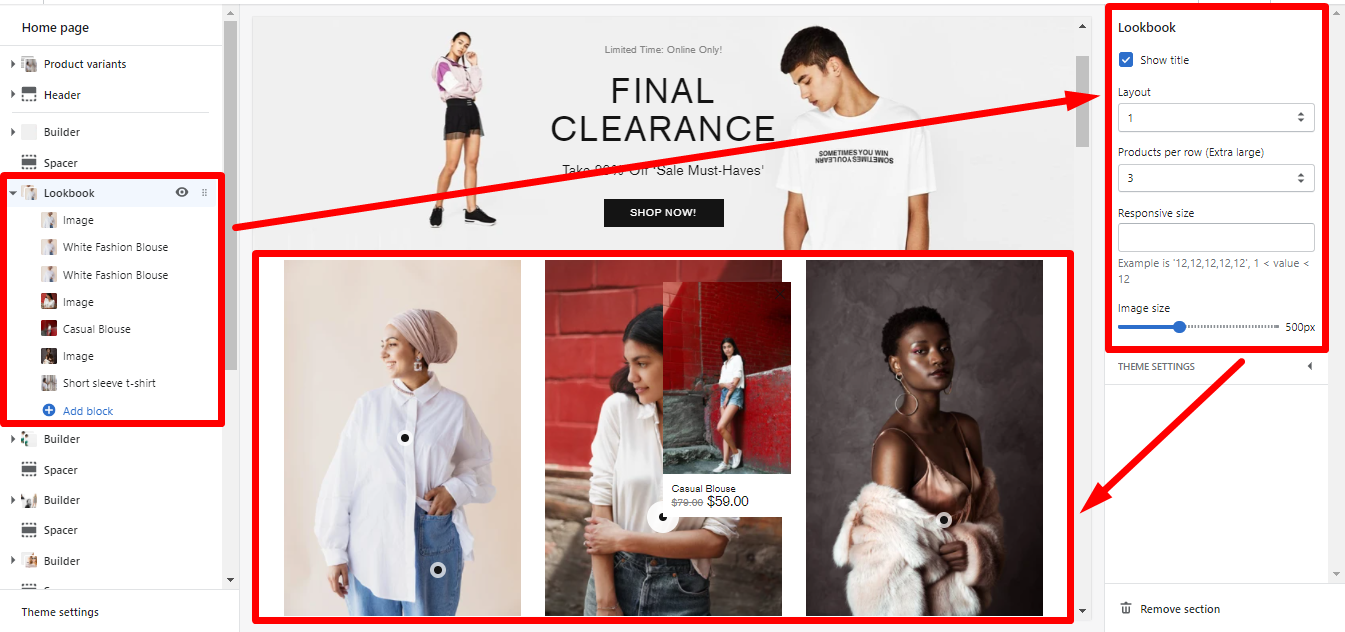 Home page
Product variants
Header
Builder
Spacer
Lookbook
Image
White Fashion Blouse
White Fashion Blouse
Image
Casual Blouse
Image
Short sleeve t-shirt
Add block
Builder
Spacer
Builder
Spacer
Builder
Theme settings
Limited Time: Online Only!
FINAL
CLEARANCE
Off 'Sale Must-Haves'
SHOP NOW!
SOMETIMES YOU WIN
SOMETIMES YOU LEARN
Casual Blouse
$79.00 $59.00
Lookbook
Show title
Layout
1
Products per row (Extra large)
3
Responsive size
Example is '12,12,12,12,12', 1 < value <
12
Image size
500px
THEME SETTINGS
Remove section